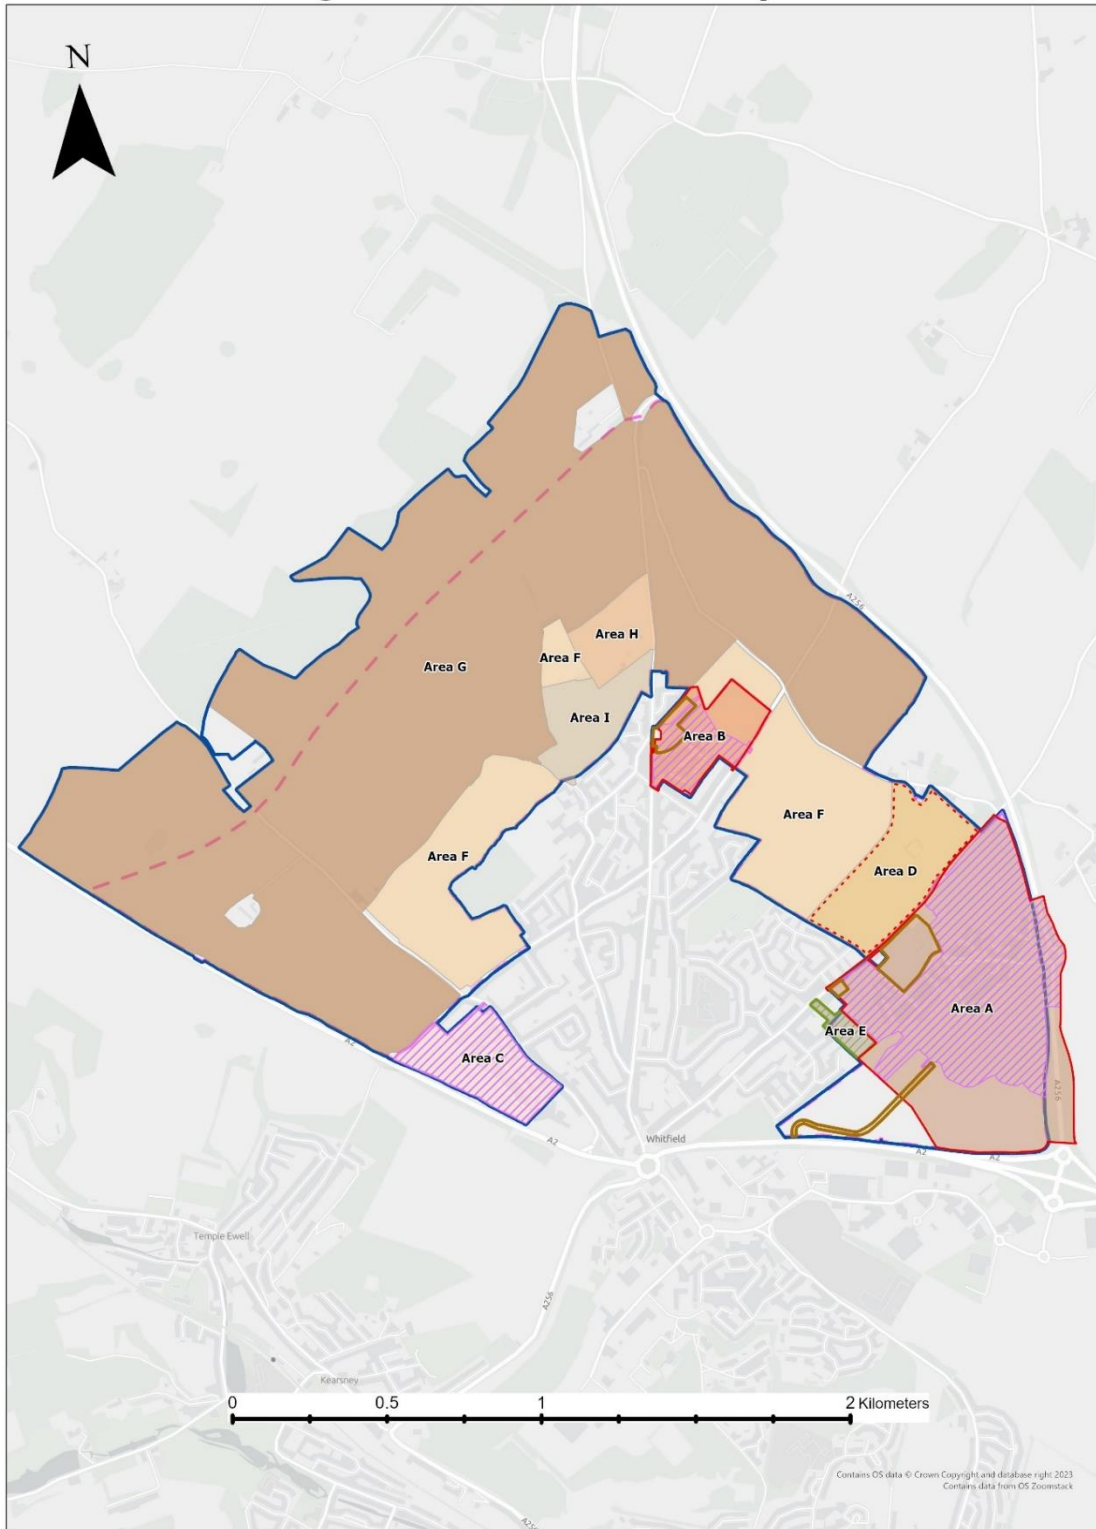 N
A256
Area H
Area F
Area G
Area I
Area B
Area F
Area F
Area D
Area A
Area E
Area C
A2
A256
A2
Whitfield
A2
A2
Temple Ewell
A256
Kearsney
0 0.5 1 2 Kilometers
Contains OS data © Crown Copyright and database right 2023
Contains data from OS Zoomstack
A256